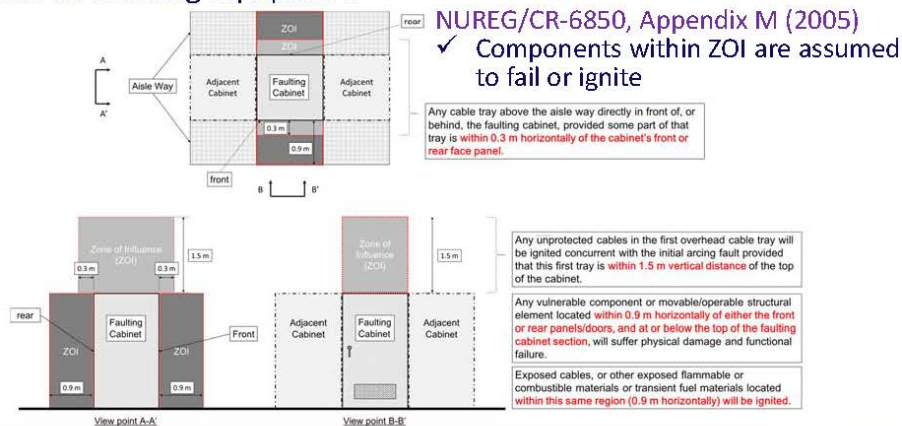 NUREG/CR-6850, Appendix M (2005)
✓ Components within ZOI are assumed
to fail or ignite
rear
ZOI
ZOI
A
A'
Aisle Way
Adjacent
Cabinet
Faulting
Cabinet
Adjacent
Cabinet
0.3 m
0.9 m
front
B
B'
Any cable tray above the aisle way directly in front of, or
behind, the faulting cabinet, provided some part of that
tray is within 0.3 m horizontally of the cabinet's front or
rear face panel.
Zone of Influence
(ZOI)
1.5 m
0.3 m
0.3 m
rear
Faulting
Cabinet
Front
ZOI
ZOI
0.9 m
0.9 m
View point A-A'
Zone of
Influence
(ZOI)
1.5 m
Adjacent
Cabinet
Faulting
Cabinet
Adjacent
Cabinet
View point B-B'
Any unprotected cables in the first overhead cable tray will
be ignited concurrent with the initial arcing fault provided
that this first tray is within 1.5 m vertical distance of the top
of the cabinet.
Any vulnerable component or movable/operable structural
element located within 0.9 m horizontally of either the front
or rear panels/doors, and at or below the top of the faulting
cabinet section, will suffer physical damage and functional
failure.
Exposed cables, or other exposed flammable or
combustible materials or transient fuel materials located
within this same region (0.9 m horizontally) will be ignited.